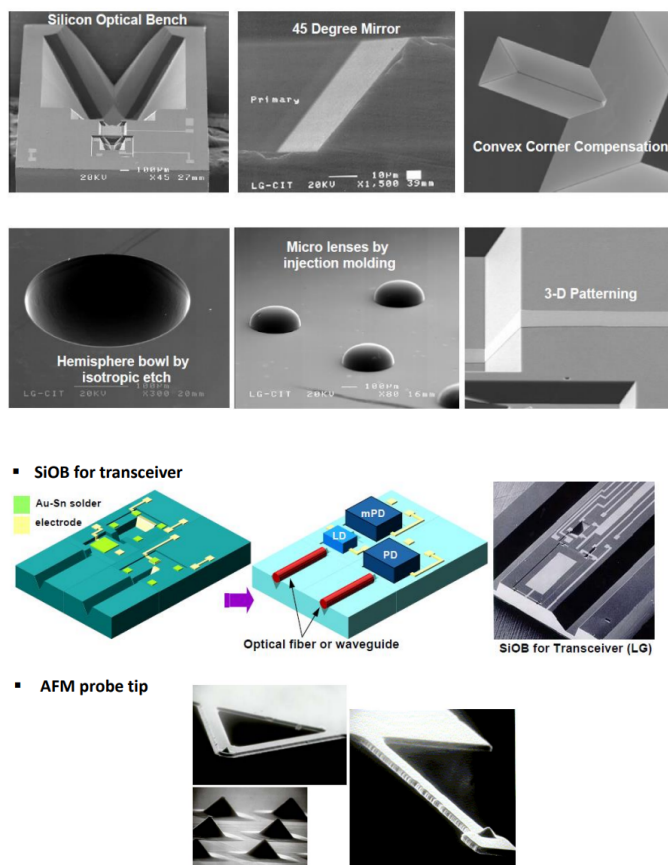 Silicon Optical Bench
100µm
20KV X45 27mm
45 Degree Mirror
Primary
10µm
LG-CIT 20KV X1,500 39mm
Convex Corner Compensation
Hemisphere bowl by
isotropic etch
100µm
LG-CIT 20KV X300 20mm
Micro lenses by
injection molding
100µm
LG-CIT 20KV X80 16mm
3-D Patterning
▪ SiOB for transceiver
Au-Sn solder
electrode
mPD
LD
PD
Optical fiber or waveguide
SiOB for Transceiver (LG)
▪ AFM probe tip